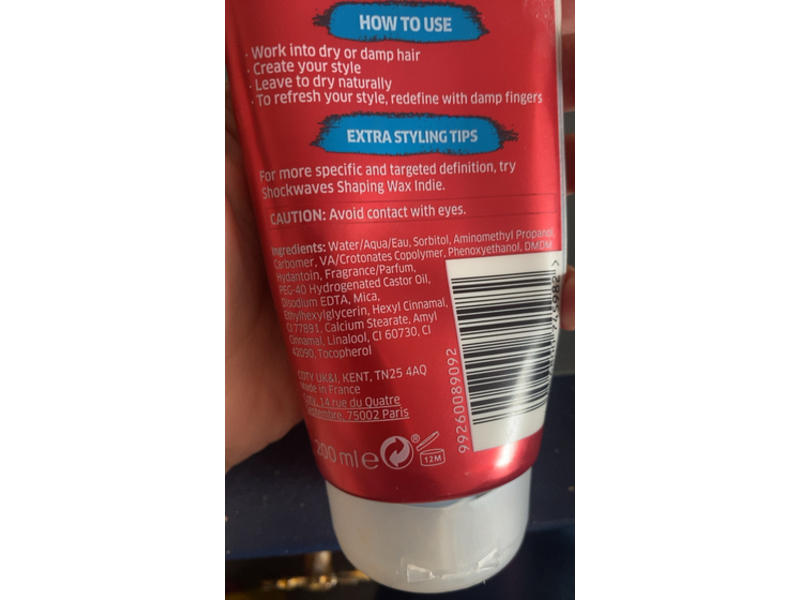 HOW TO USE
· Work into dry or damp hair
· Create your style
· Leave to dry naturally
· To refresh your style, redefine with damp fingers
EXTRA STYLING TIPS
For more specific and targeted definition, try
Shockwaves Shaping Wax Indie.
CAUTION: Avoid contact with eyes.
Ingredients: Water/Aqua/Eau, Sorbitol, Aminomethyl Propanol,
Carbomer, VA/Crotonates Copolymer, Phenoxyethanol, DMDM
Hydantoin, Fragrance/Parfum,
PEG-40 Hydrogenated Castor Oil,
Disodium EDTA, Mica,
Ethylhexylglycerin, Hexyl Cinnamal,
CI 77891, Calcium Stearate, Amyl
Cinnamal, Linalool, CI 60730, CI
42090, Tocopherol
COTY UK&I, KENT, TN25 4AQ
Made in France
Coty, 14 rue du Quatre
Septembre, 75002 Paris
200 ml e
®
12M
99260089092